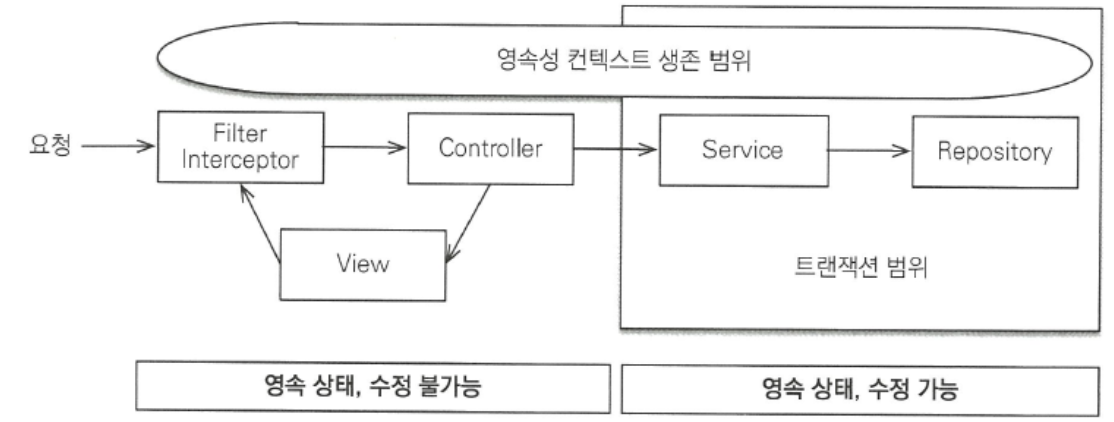 영속성 컨텍스트 생존 범위
요청
Filter
Interceptor
Controller
Service
Repository
View
트랜잭션 범위
영속 상태, 수정 불가능
영속 상태, 수정 가능